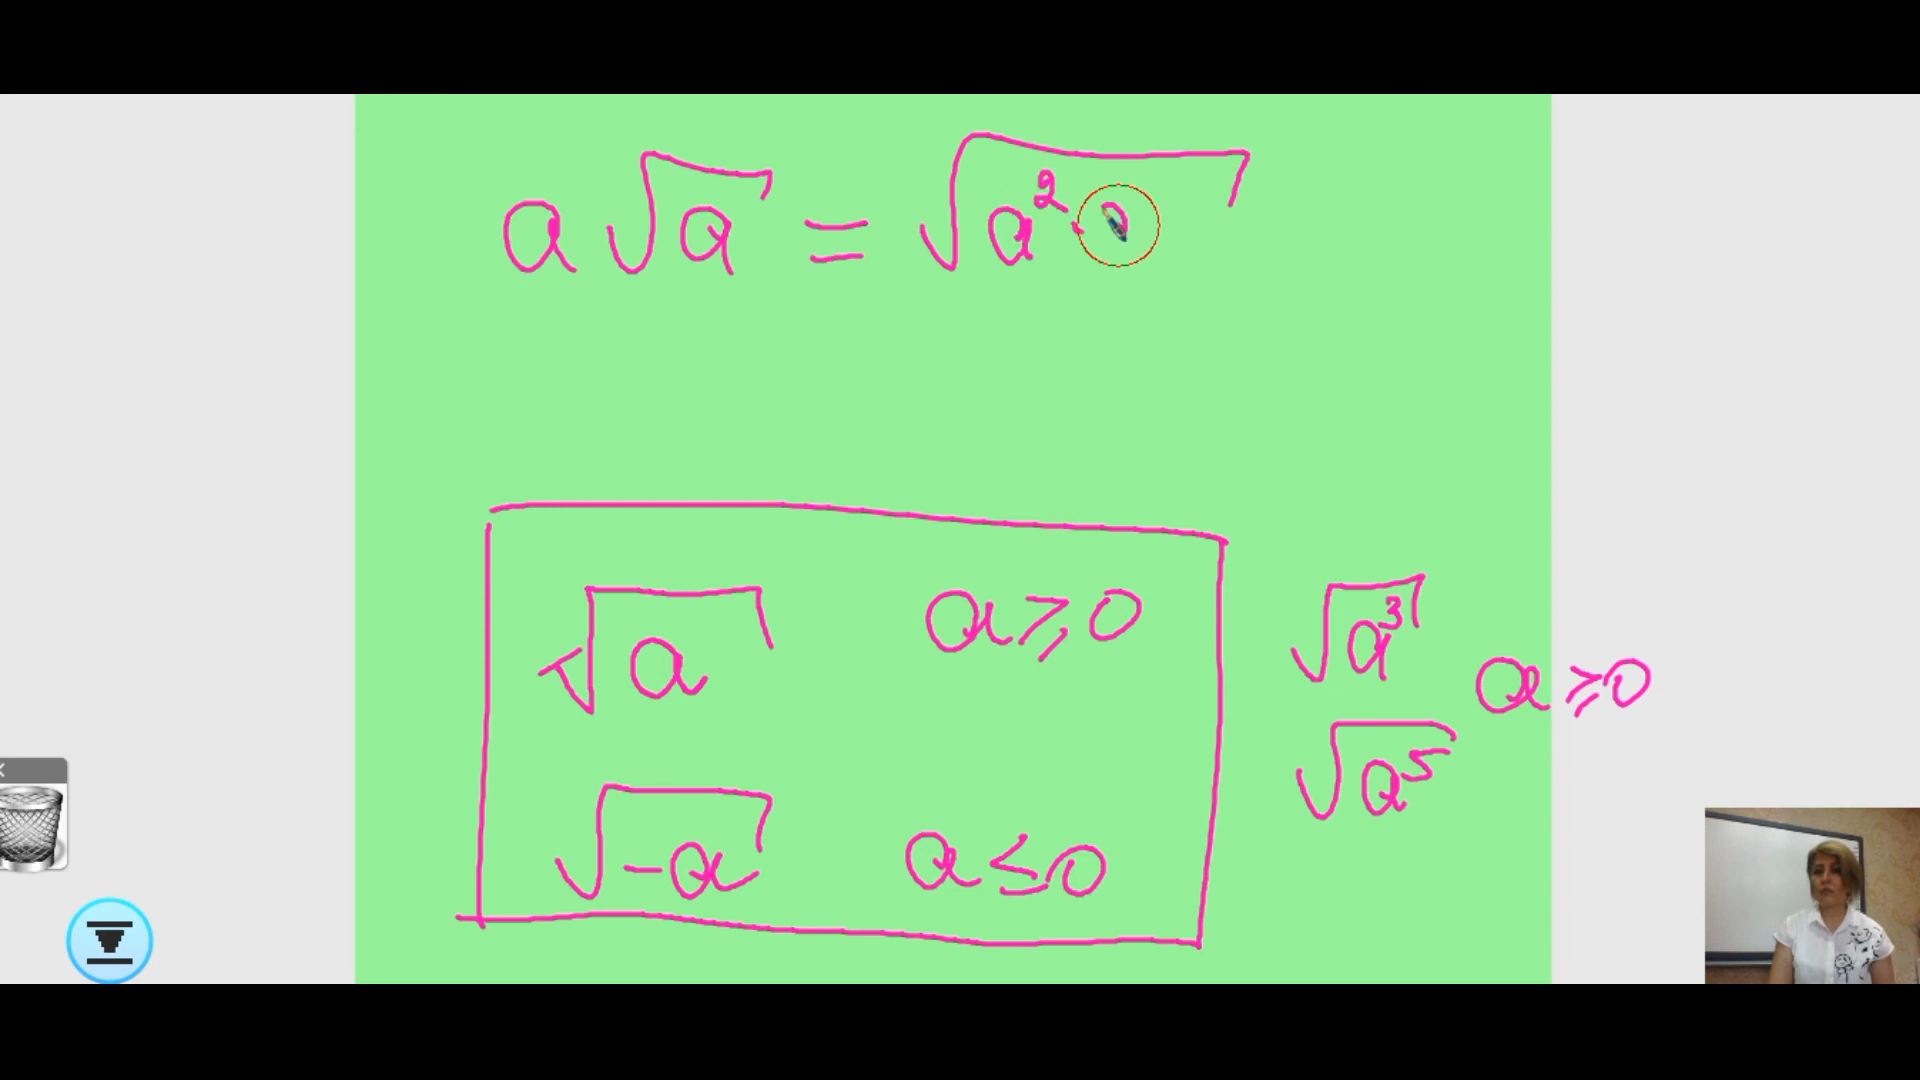 a√a = √a²·a
√a a ≥ 0
√-a a ≤ 0
√a³
a ≥ 0
√a⁵